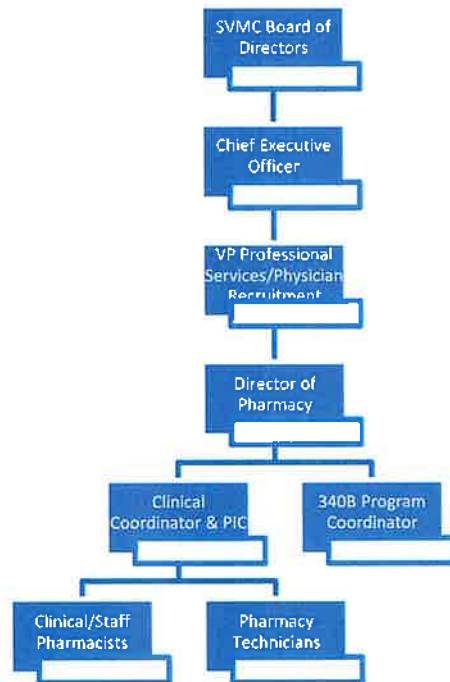 SVMC Board of
Directors
Chief Executive
Officer
VP Professional
Services/Physician
Recruitment
Director of
Pharmacy
Clinical
Coordinator & PIC
340B Program
Coordinator
Clinical/Staff
Pharmacists
Pharmacy
Technicians